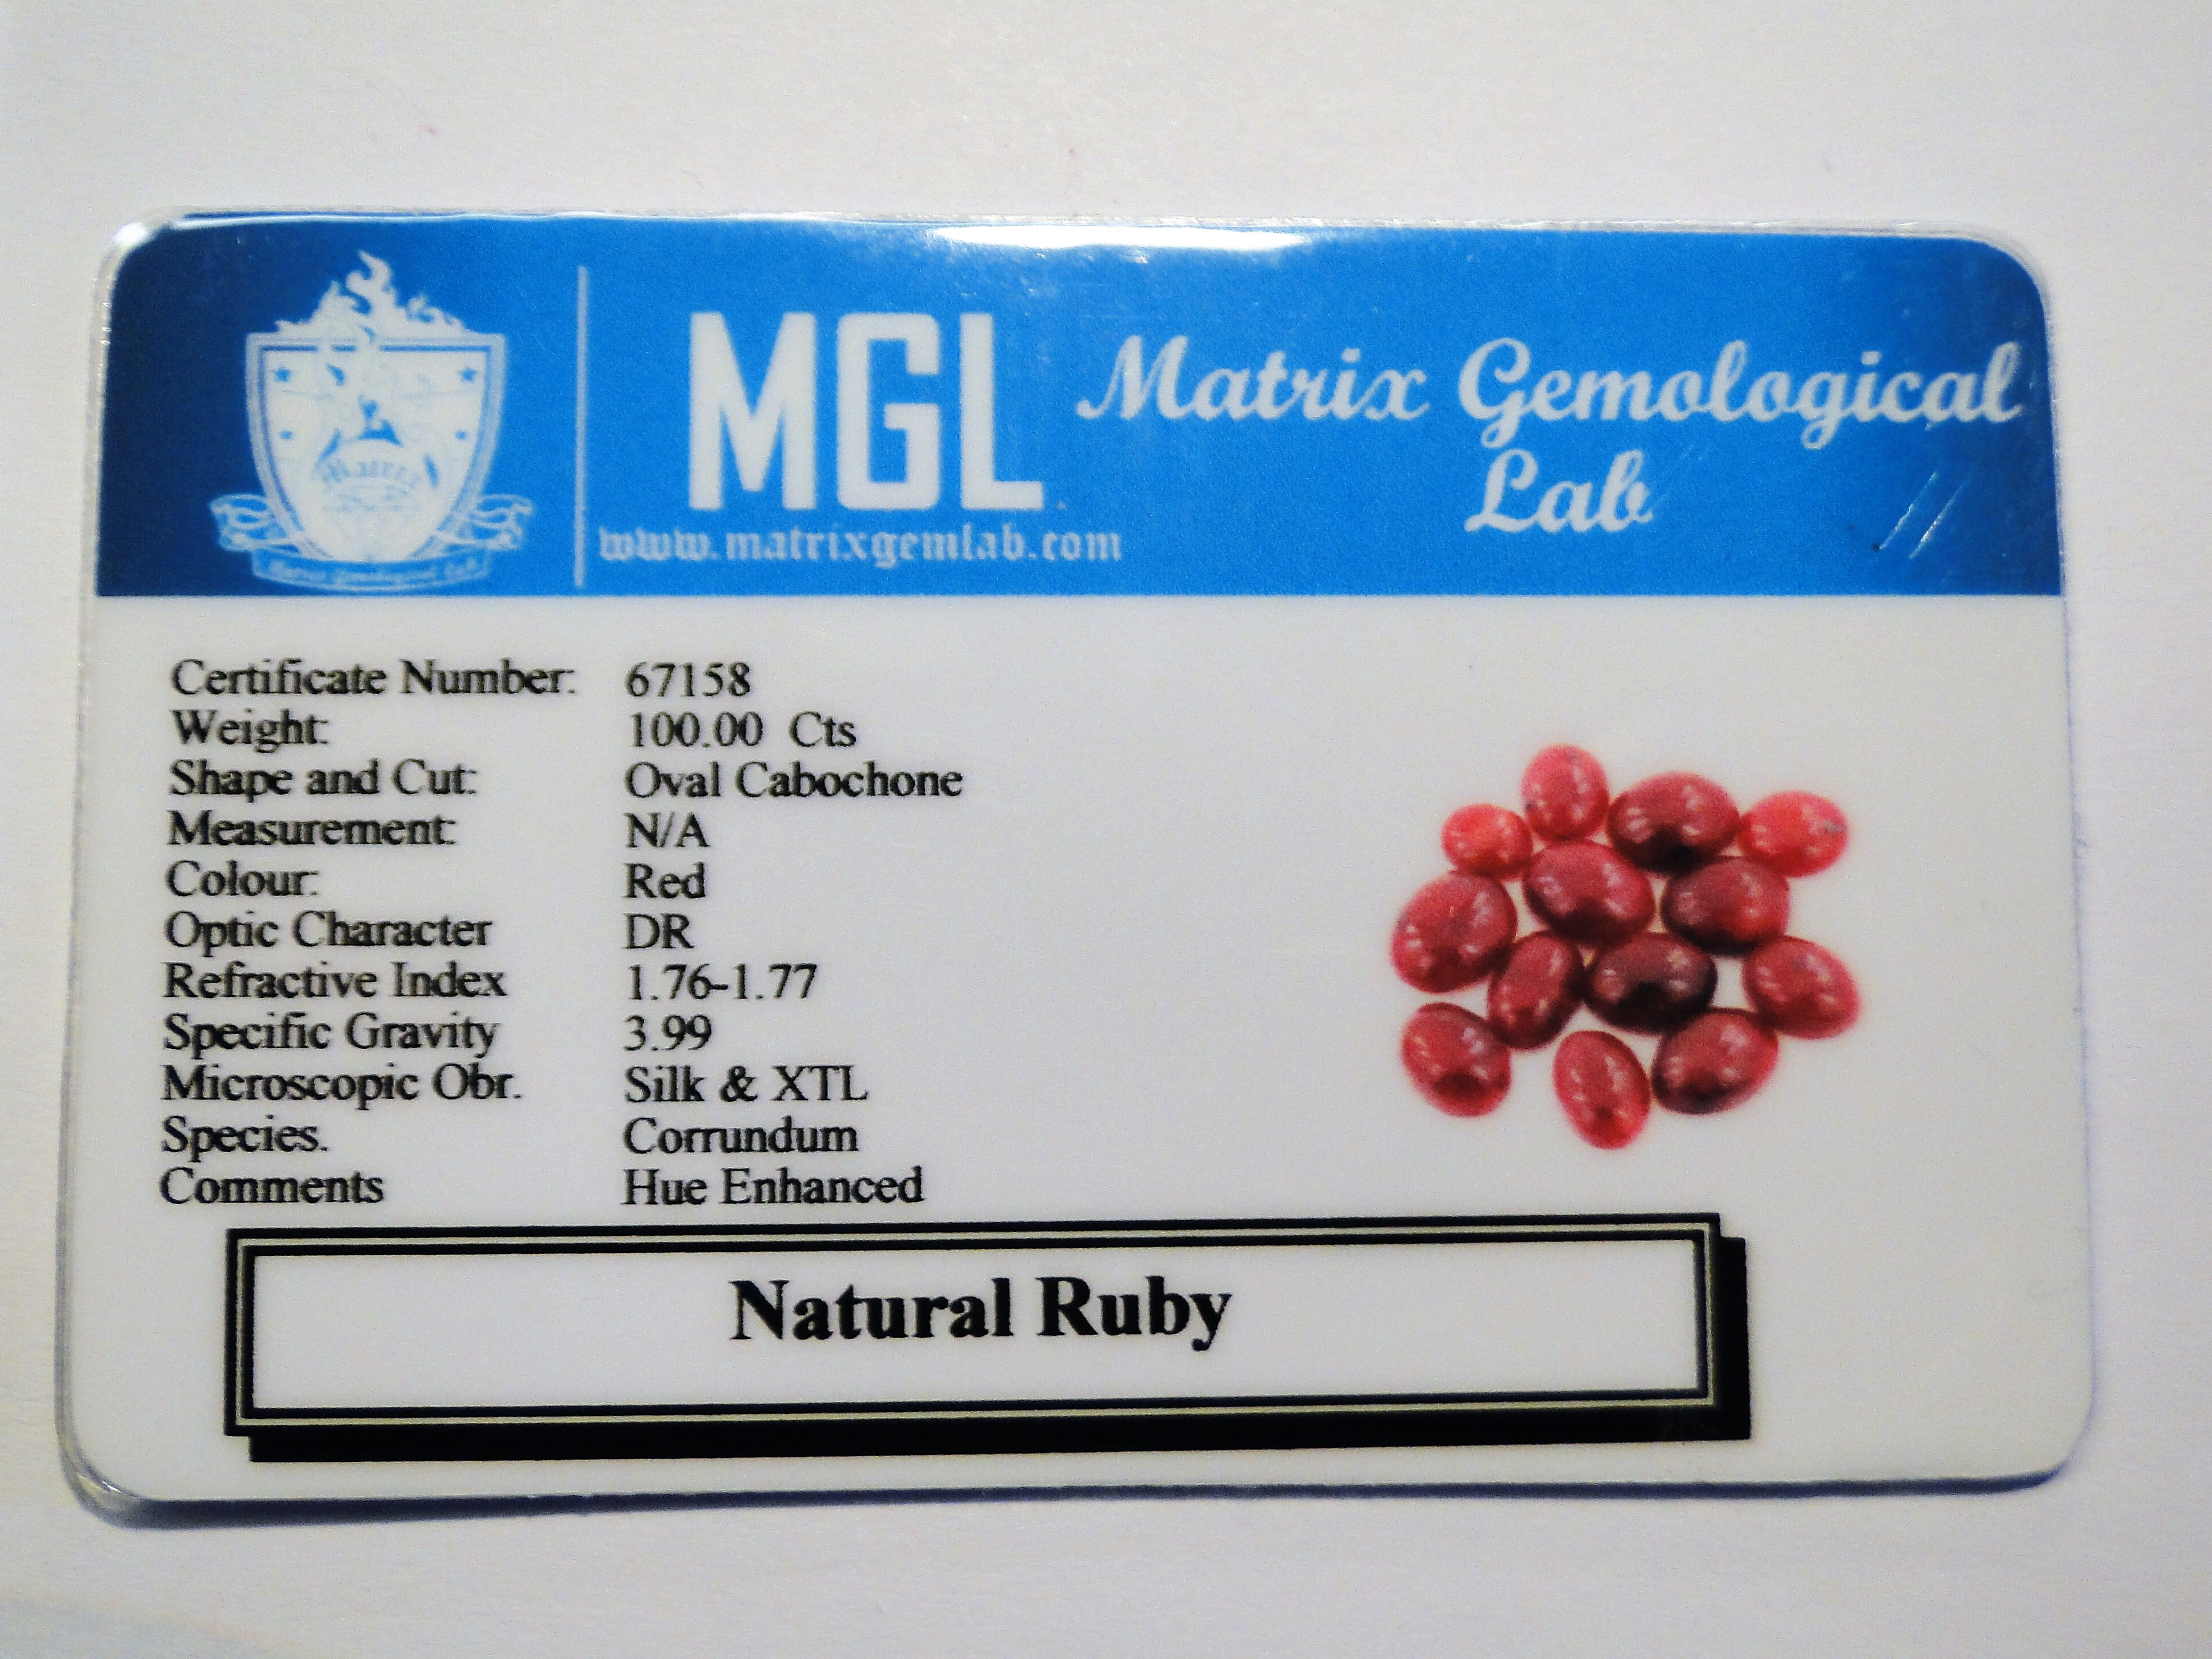 MGL
Matrix Gemological
Lab
www.matrixgemlab.com
Certificate Number: 67158
Weight: 100.00 Cts
Shape and Cut: Oval Cabochone
Measurement: N/A
Colour: Red
Optic Character DR
Refractive Index 1.76-1.77
Specific Gravity 3.99
Microscopic Obr. Silk & XTL
Species. Corrundum
Comments Hue Enhanced
Natural Ruby